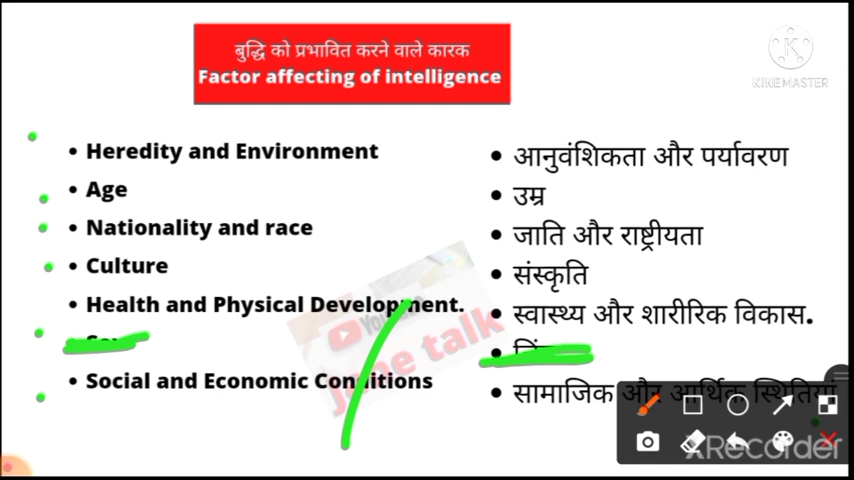 बुद्धि को प्रभावित करने वाले कारक
Factor affecting of intelligence
KINEMASTER
• Heredity and Environment
• Age
• Nationality and race
• Culture
• Health and Physical Development.
• Social and Economic Conditions
• आनुवंशिकता और पर्यावरण
• उम्र
• जाति और राष्ट्रीयता
• संस्कृति
• स्वास्थ्य और शारीरिक विकास.
• सामाजिक और आर्थिक स्थितियां
talk
XRecorder